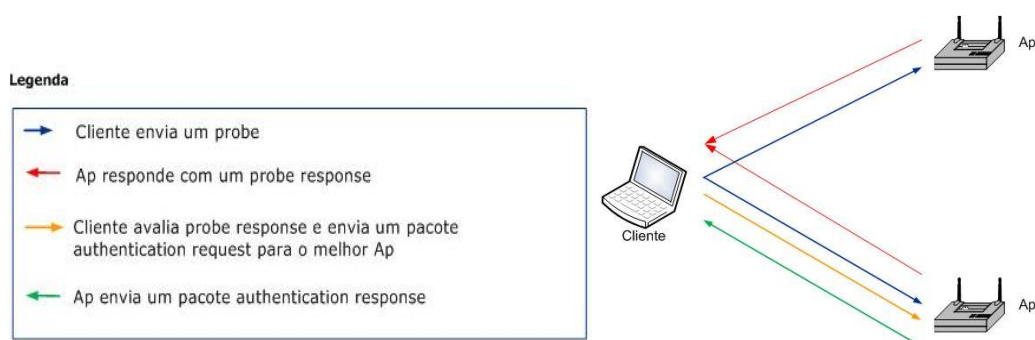 Legenda
Cliente envia um probe
Ap responde com um probe response
Cliente avalia probe response e envia um pacote
authentication request para o melhor Ap
Ap envia um pacote authentication response
Ap
Cliente
Ap